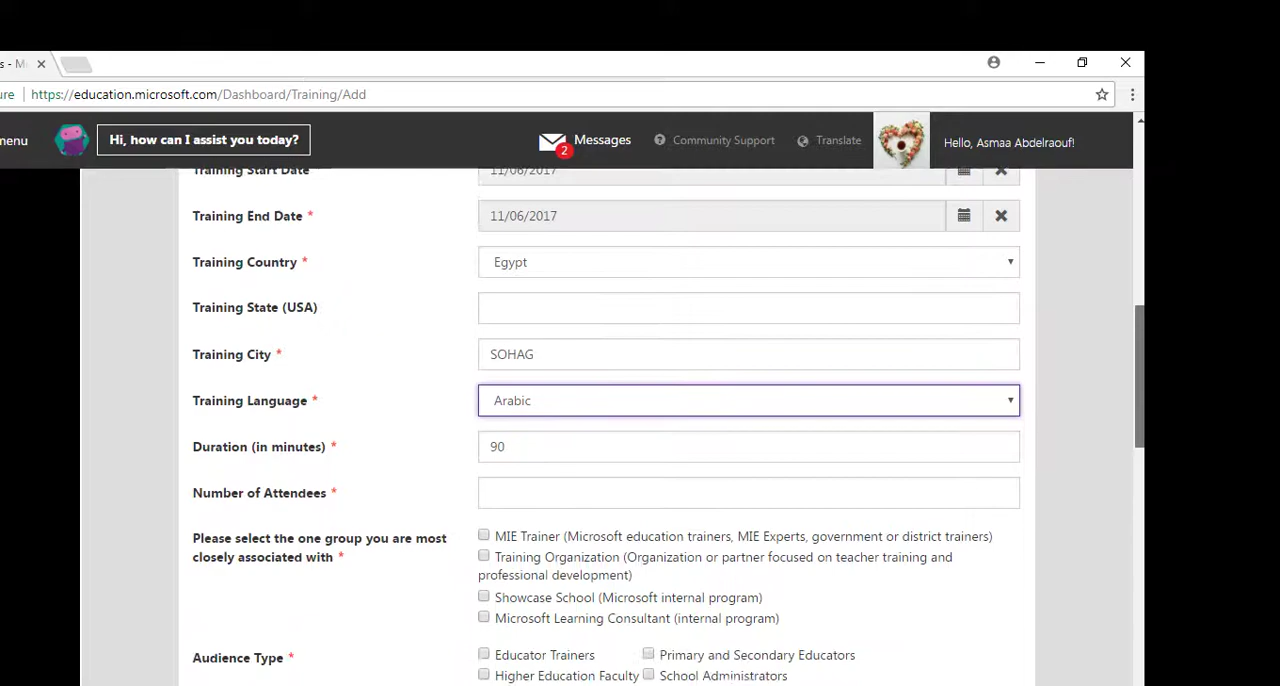 s - M
ure https://education.microsoft.com/Dashboard/Training/Add
menu Hi, how can I assist you today? 2 Messages Community Support Translate Hello, Asmaa Abdelraouf!
Training Start Date 11/06/2017
Training End Date * 11/06/2017
Training Country * Egypt
Training State (USA)
Training City * SOHAG
Training Language * Arabic
Duration (in minutes) * 90
Number of Attendees *
Please select the one group you are most closely associated with *
MIE Trainer (Microsoft education trainers, MIE Experts, government or district trainers)
Training Organization (Organization or partner focused on teacher training and
professional development)
Showcase School (Microsoft internal program)
Microsoft Learning Consultant (internal program)
Audience Type * Educator Trainers Primary and Secondary Educators
Higher Education Faculty School Administrators